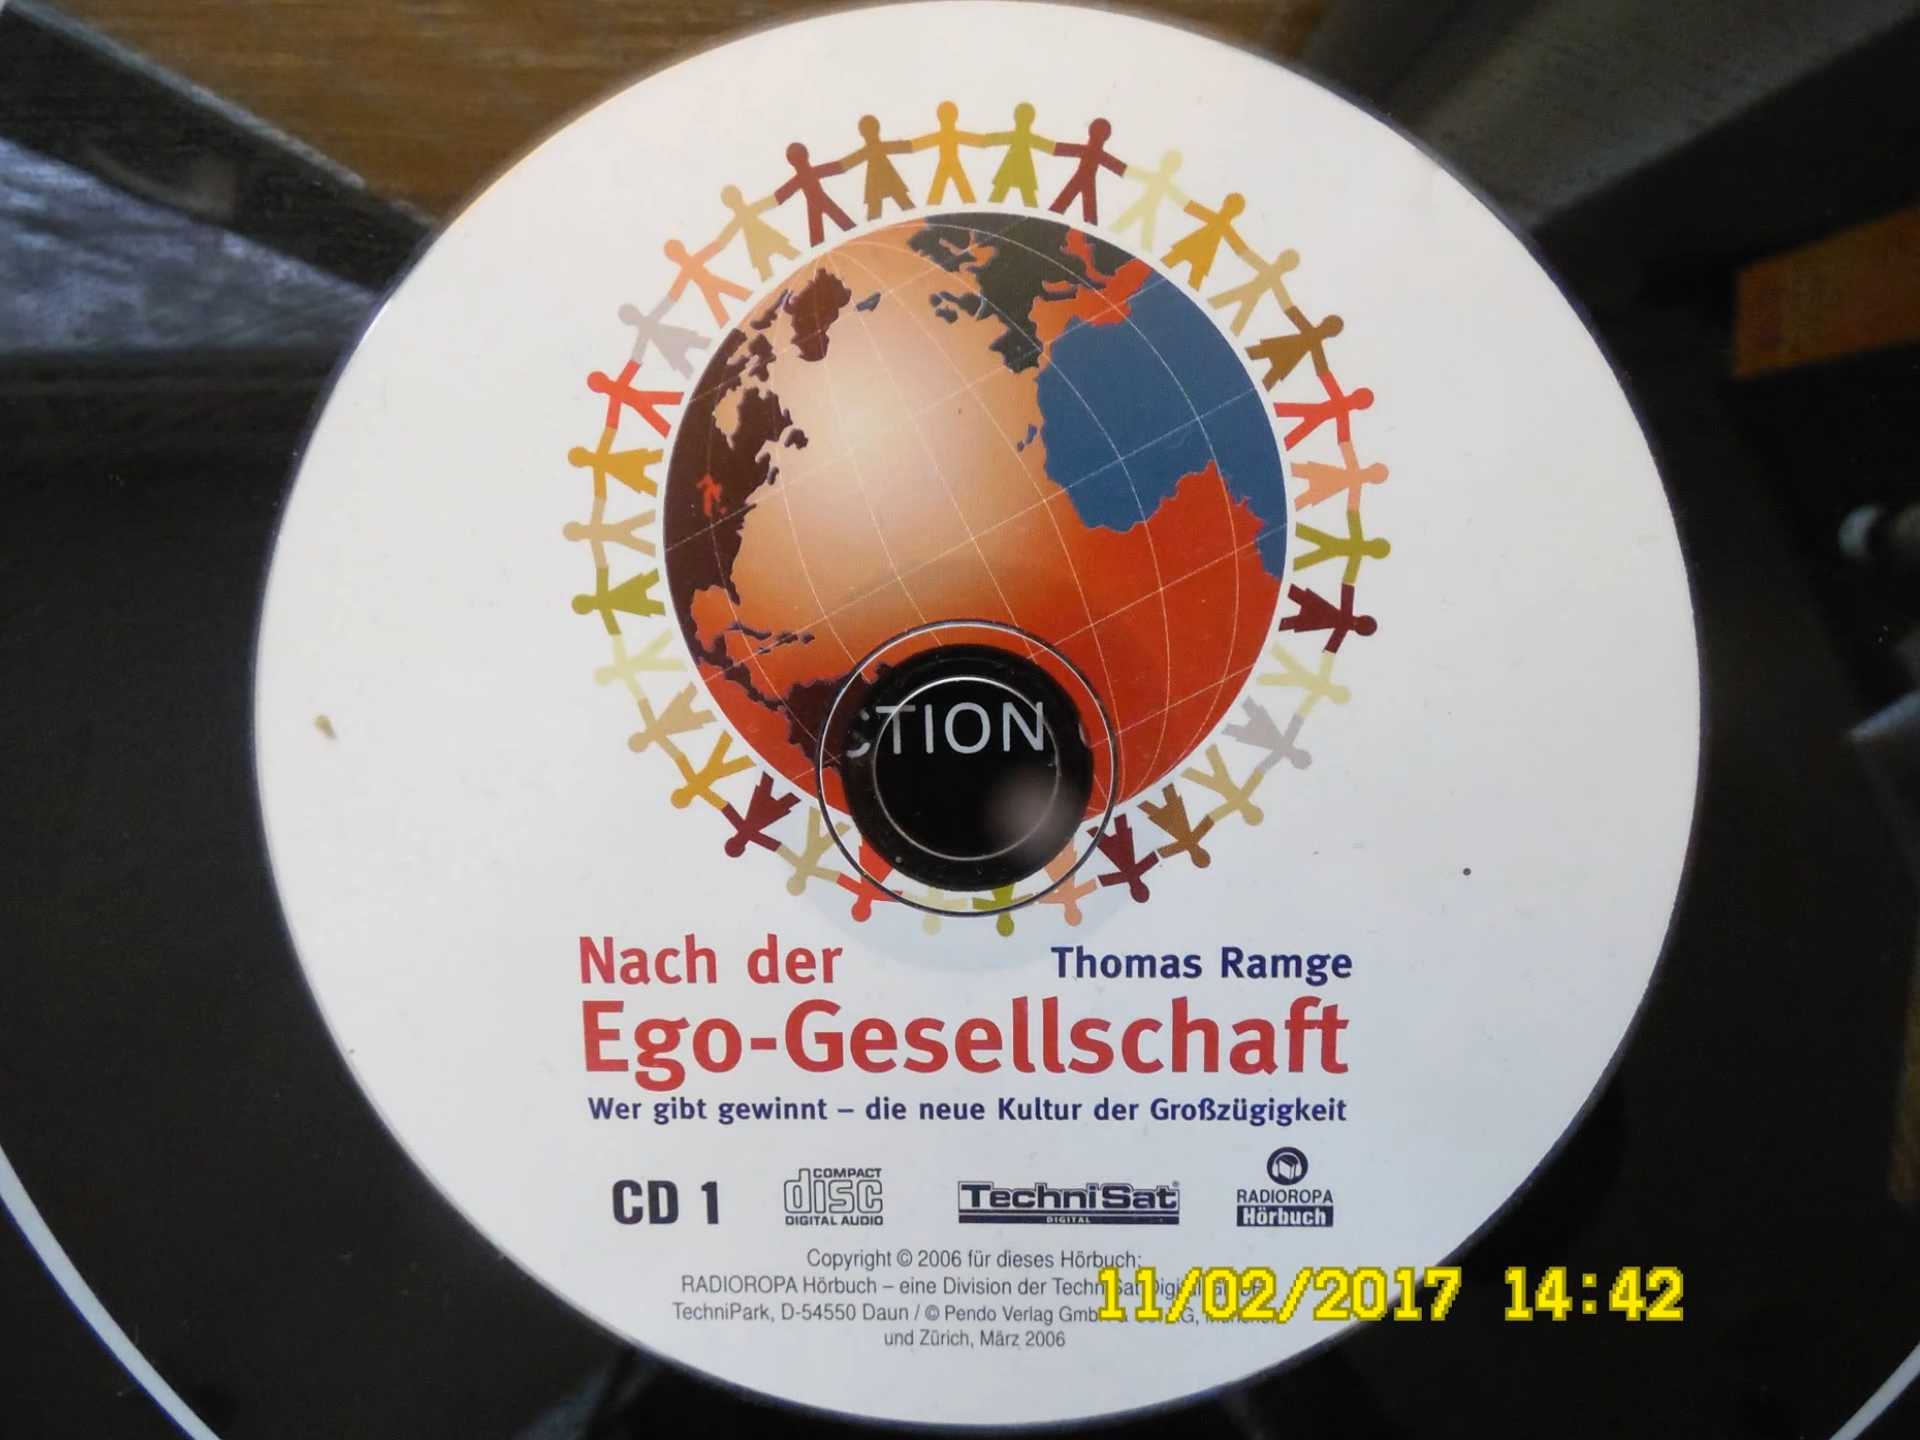 CTION
Nach der
Thomas Ramge
Ego-Gesellschaft
Wer gibt gewinnt – die neue Kultur der Großzügigkeit
CD 1
COMPACT
disc
DIGITAL AUDIO
TechniSat®
DIGITAL
RADIOROPA
Hörbuch
Copyright © 2006 für dieses Hörbuch:
RADIOROPA Hörbuch – eine Division der TechniSat Digital
TechniPark, D-54550 Daun / © Pendo Verlag GmbH &
und Zürich, März 2006
11/02/2017 14:42